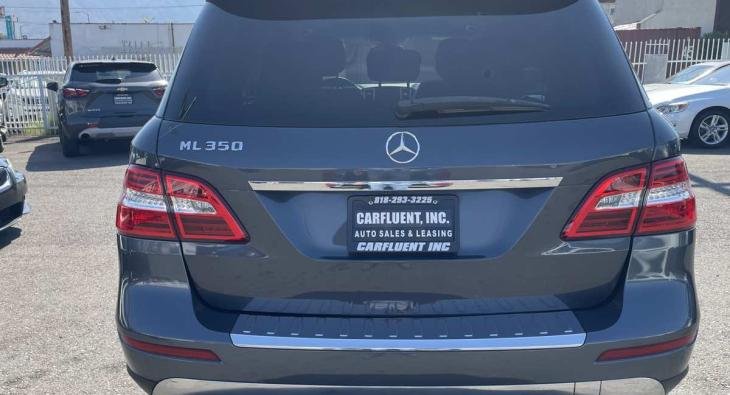 ML 350
818-293-3225
CARFLUENT, INC.
AUTO SALES & LEASING
CARFLUENT INC